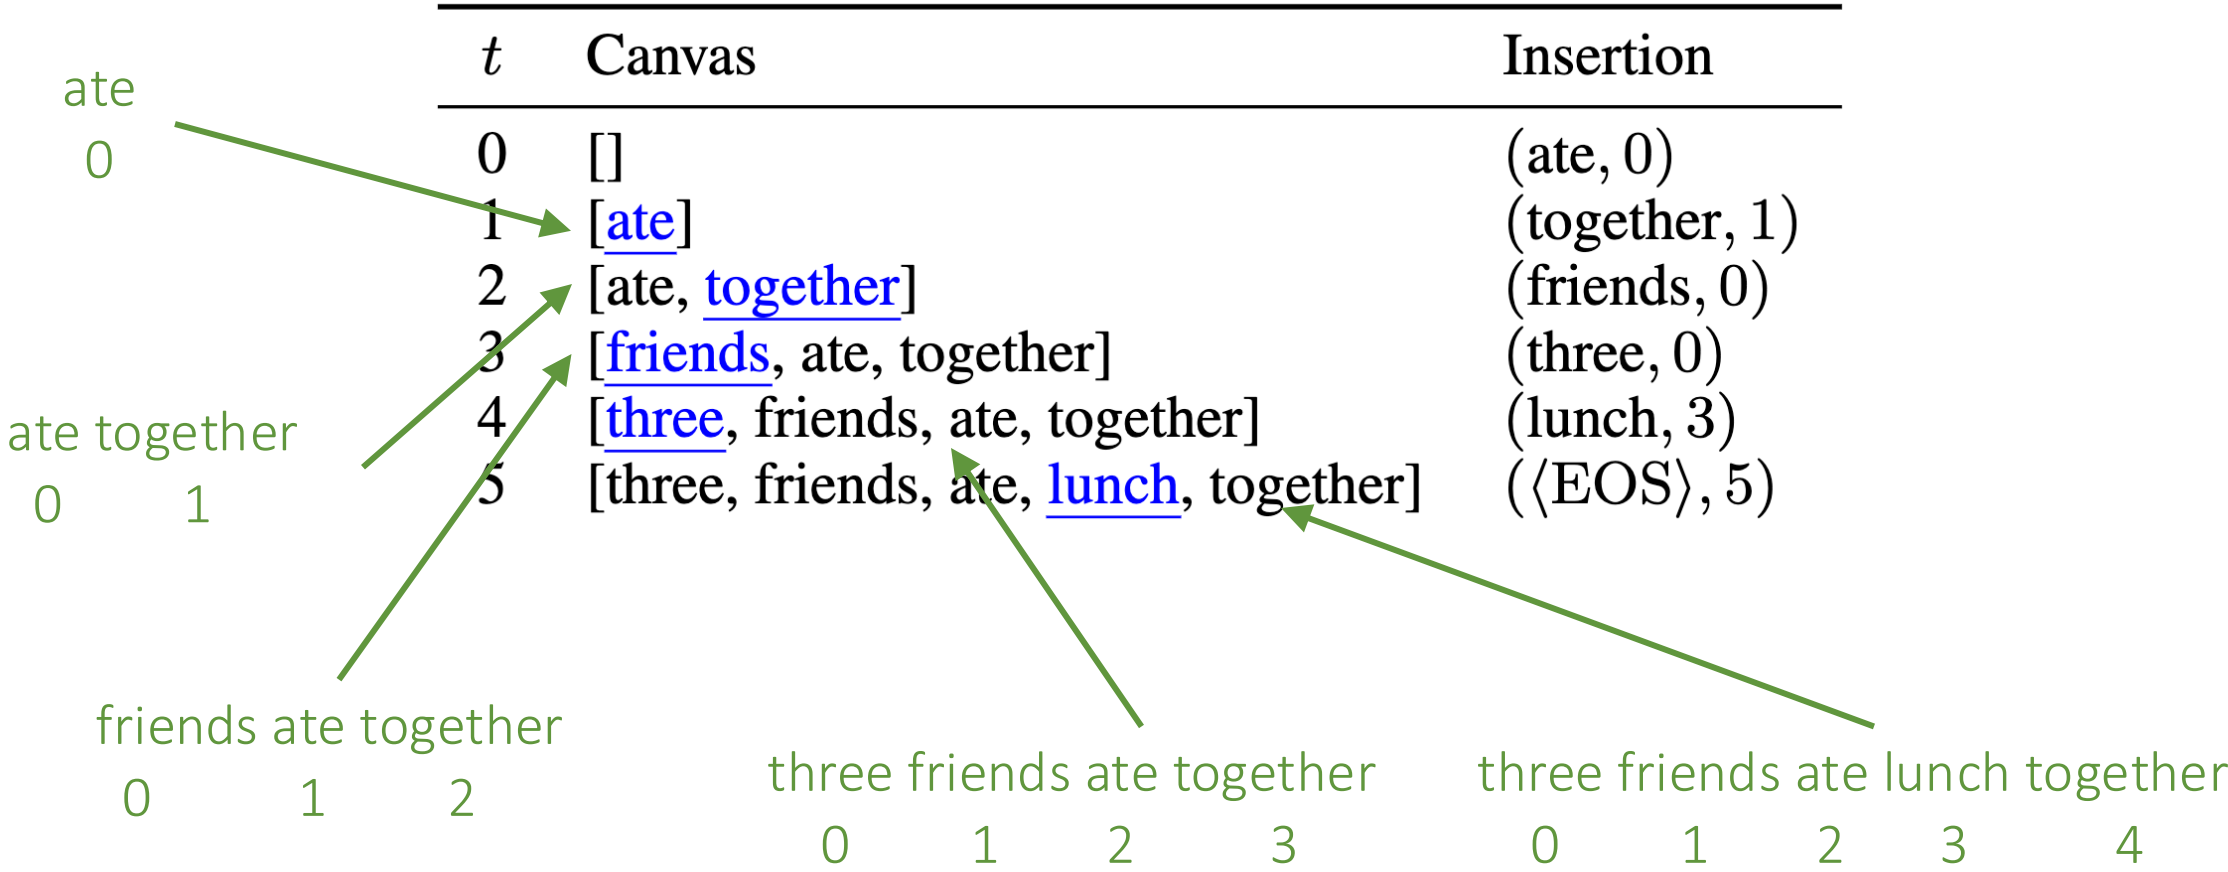 t Canvas Insertion
ate
0
0 [] (ate, 0)
1 [ate] (together, 1)
2 [ate, together] (friends, 0)
3 [friends, ate, together] (three, 0)
4 [three, friends, ate, together] (lunch, 3)
5 [three, friends, ate, lunch, together] (⟨EOS⟩, 5)
ate together
0 1
friends ate together
0 1 2
three friends ate together
0 1 2 3
three friends ate lunch together
0 1 2 3 4